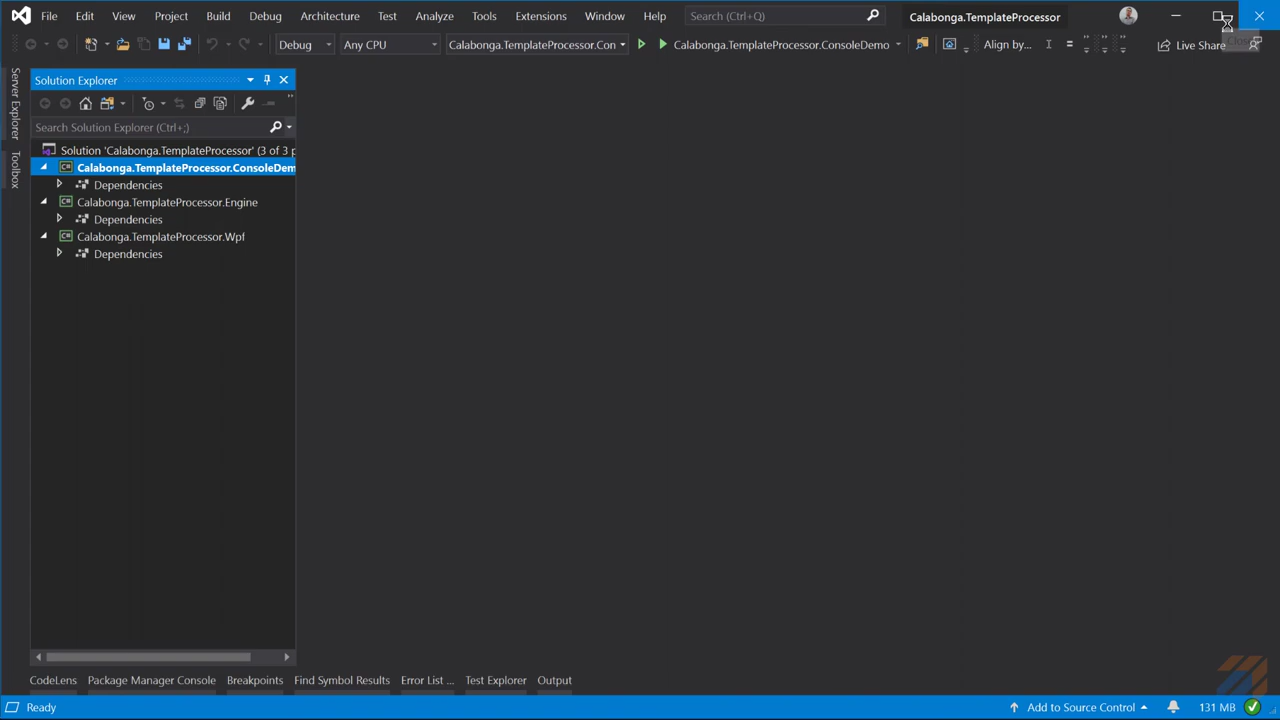 File Edit View Project Build Debug Architecture Test Analyze Tools Extensions Window Help Search (Ctrl+Q) Calabonga.TemplateProcessor
Debug Any CPU Calabonga.TemplateProcessor.Con Calabonga.TemplateProcessor.ConsoleDemo Align by... Live Share
Server Explorer
Toolbox
Solution Explorer
Search Solution Explorer (Ctrl+;)
Solution 'Calabonga.TemplateProcessor' (3 of 3 p
Calabonga.TemplateProcessor.ConsoleDem
Dependencies
Calabonga.TemplateProcessor.Engine
Dependencies
Calabonga.TemplateProcessor.Wpf
Dependencies
CodeLens Package Manager Console Breakpoints Find Symbol Results Error List ... Test Explorer Output
Ready Add to Source Control 131 MB